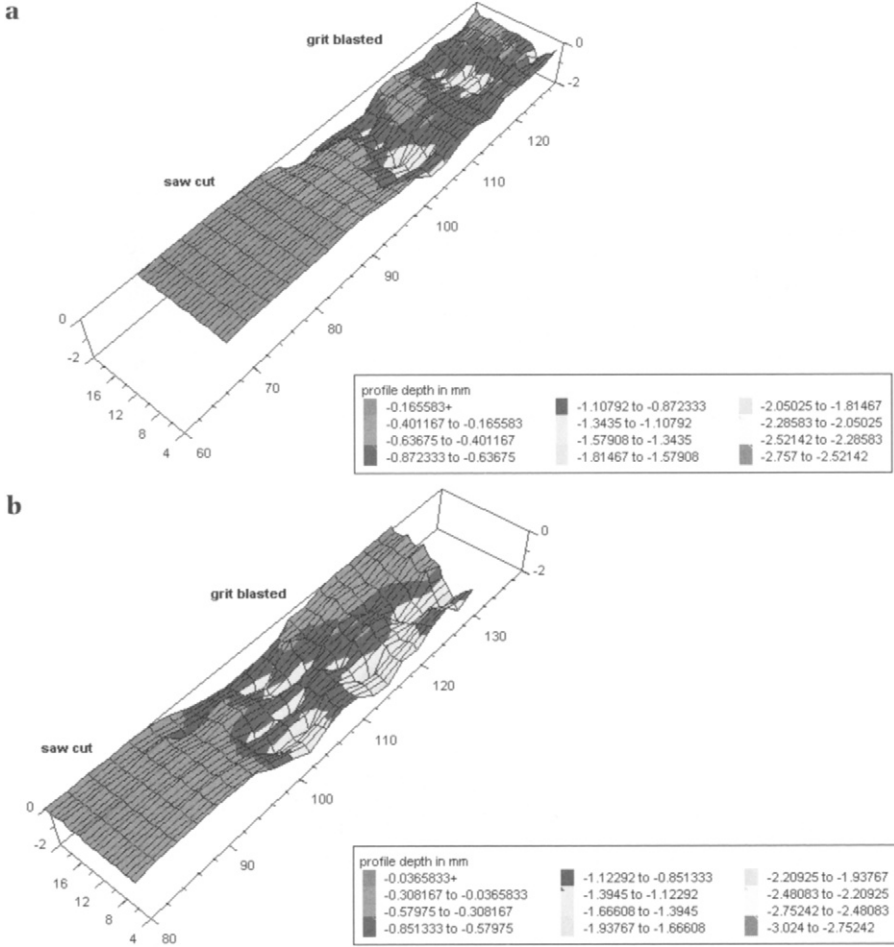 a
grit blasted
saw cut
0
-2
120
110
100
90
80
70
60
0
-2
16
12
8
4
profile depth in mm
-0.165583+
-0.401167 to -0.165583
-0.63675 to -0.401167
-0.872333 to -0.63675
-1.10792 to -0.872333
-1.3435 to -1.10792
-1.57908 to -1.3435
-1.81467 to -1.57908
-2.05025 to -1.81467
-2.28583 to -2.05025
-2.52142 to -2.28583
-2.757 to -2.52142
b
grit blasted
saw cut
0
-2
130
120
110
100
90
80
0
-2
16
12
8
4
profile depth in mm
-0.0365833+
-0.308167 to -0.0365833
-0.57975 to -0.308167
-0.851333 to -0.57975
-1.12292 to -0.851333
-1.3945 to -1.12292
-1.66608 to -1.3945
-1.93767 to -1.66608
-2.20925 to -1.93767
-2.48083 to -2.20925
-2.75242 to -2.48083
-3.024 to -2.75242